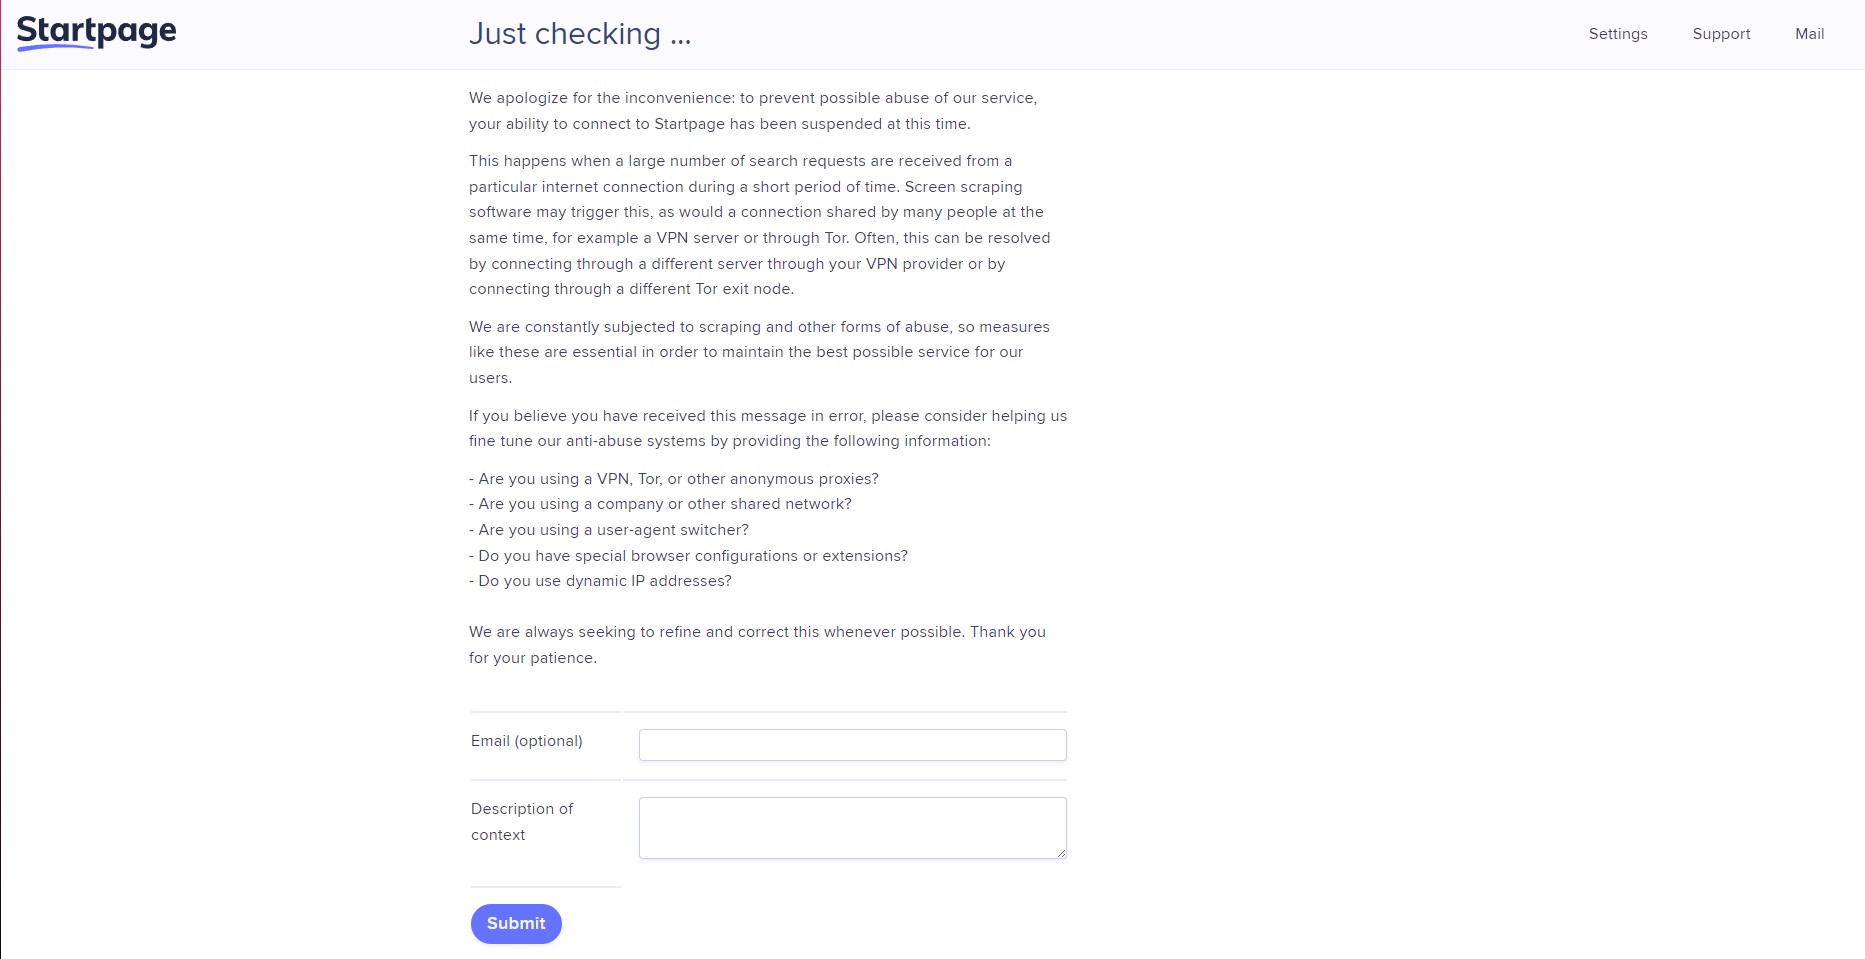 Startpage
Just checking ...
Settings
Support
Mail
We apologize for the inconvenience: to prevent possible abuse of our service,
your ability to connect to Startpage has been suspended at this time.
This happens when a large number of search requests are received from a
particular internet connection during a short period of time. Screen scraping
software may trigger this, as would a connection shared by many people at the
same time, for example a VPN server or through Tor. Often, this can be resolved
by connecting through a different server through your VPN provider or by
connecting through a different Tor exit node.
We are constantly subjected to scraping and other forms of abuse, so measures
like these are essential in order to maintain the best possible service for our
users.
If you believe you have received this message in error, please consider helping us
fine tune our anti-abuse systems by providing the following information:
- Are you using a VPN, Tor, or other anonymous proxies?
- Are you using a company or other shared network?
- Are you using a user-agent switcher?
- Do you have special browser configurations or extensions?
- Do you use dynamic IP addresses?
We are always seeking to refine and correct this whenever possible. Thank you
for your patience.
Email (optional)
Description of
context
Submit